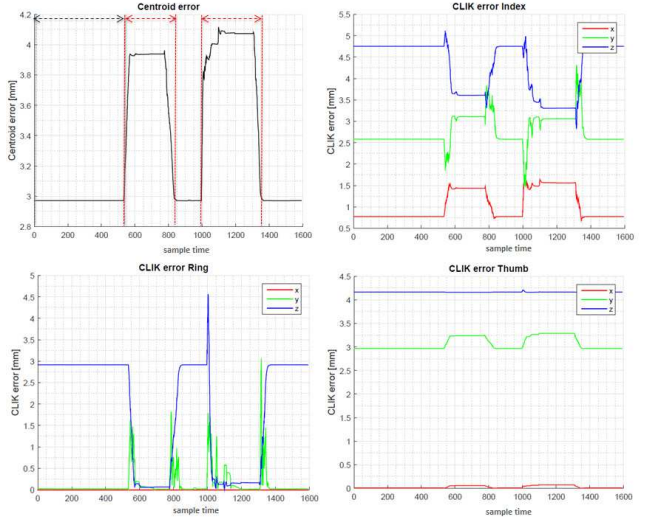 Centroid error
4.2
4
3.8
3.6
3.4
3.2
3
2.8
Centroid error [mm]
0 200 400 600 800 1000 1200 1400 1600
sample time
CLIK error Index
5.5
5
4.5
4
3.5
3
2.5
2
1.5
1
0.5
CLIK error [mm]
x
y
z
0 200 400 600 800 1000 1200 1400 1600
sample time
CLIK error Ring
5
4.5
4
3.5
3
2.5
2
1.5
1
0.5
0
CLIK error [mm]
x
y
z
0 200 400 600 800 1000 1200 1400 1600
sample time
CLIK error Thumb
4.5
4
3.5
3
2.5
2
1.5
1
0.5
0
CLIK error [mm]
x
y
z
0 200 400 600 800 1000 1200 1400 1600
sample time